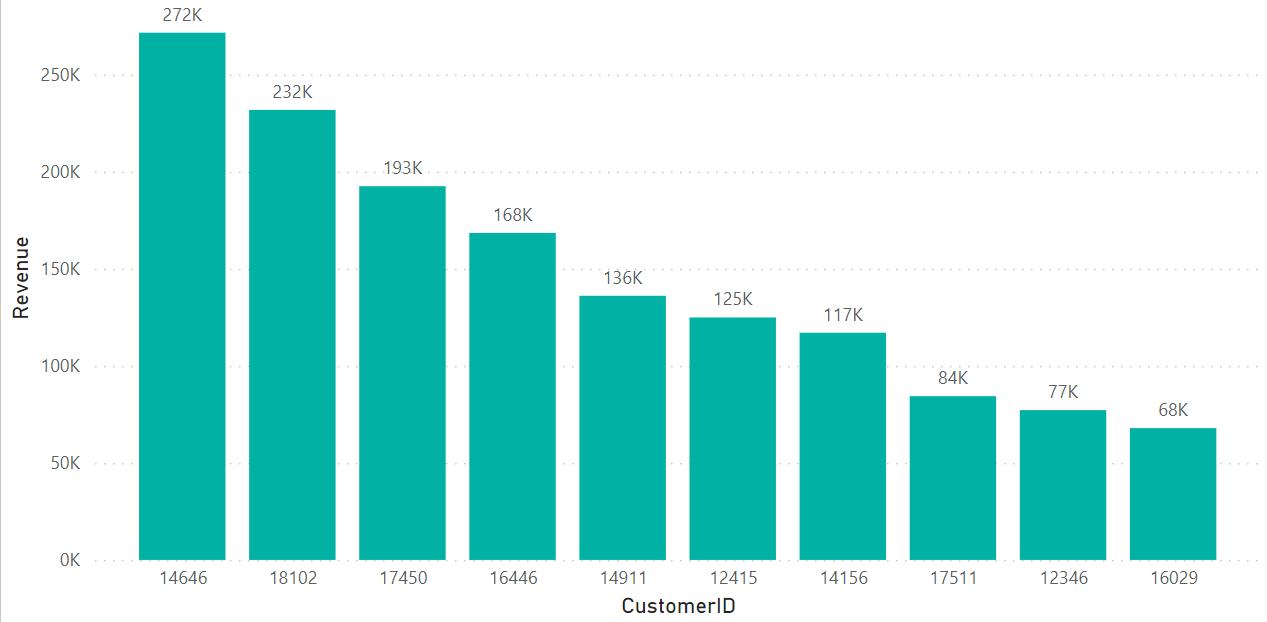 272K
232K
193K
168K
136K
125K
117K
84K
77K
68K
250K
200K
150K
100K
50K
0K
Revenue
14646 18102 17450 16446 14911 12415 14156 17511 12346 16029
CustomerID